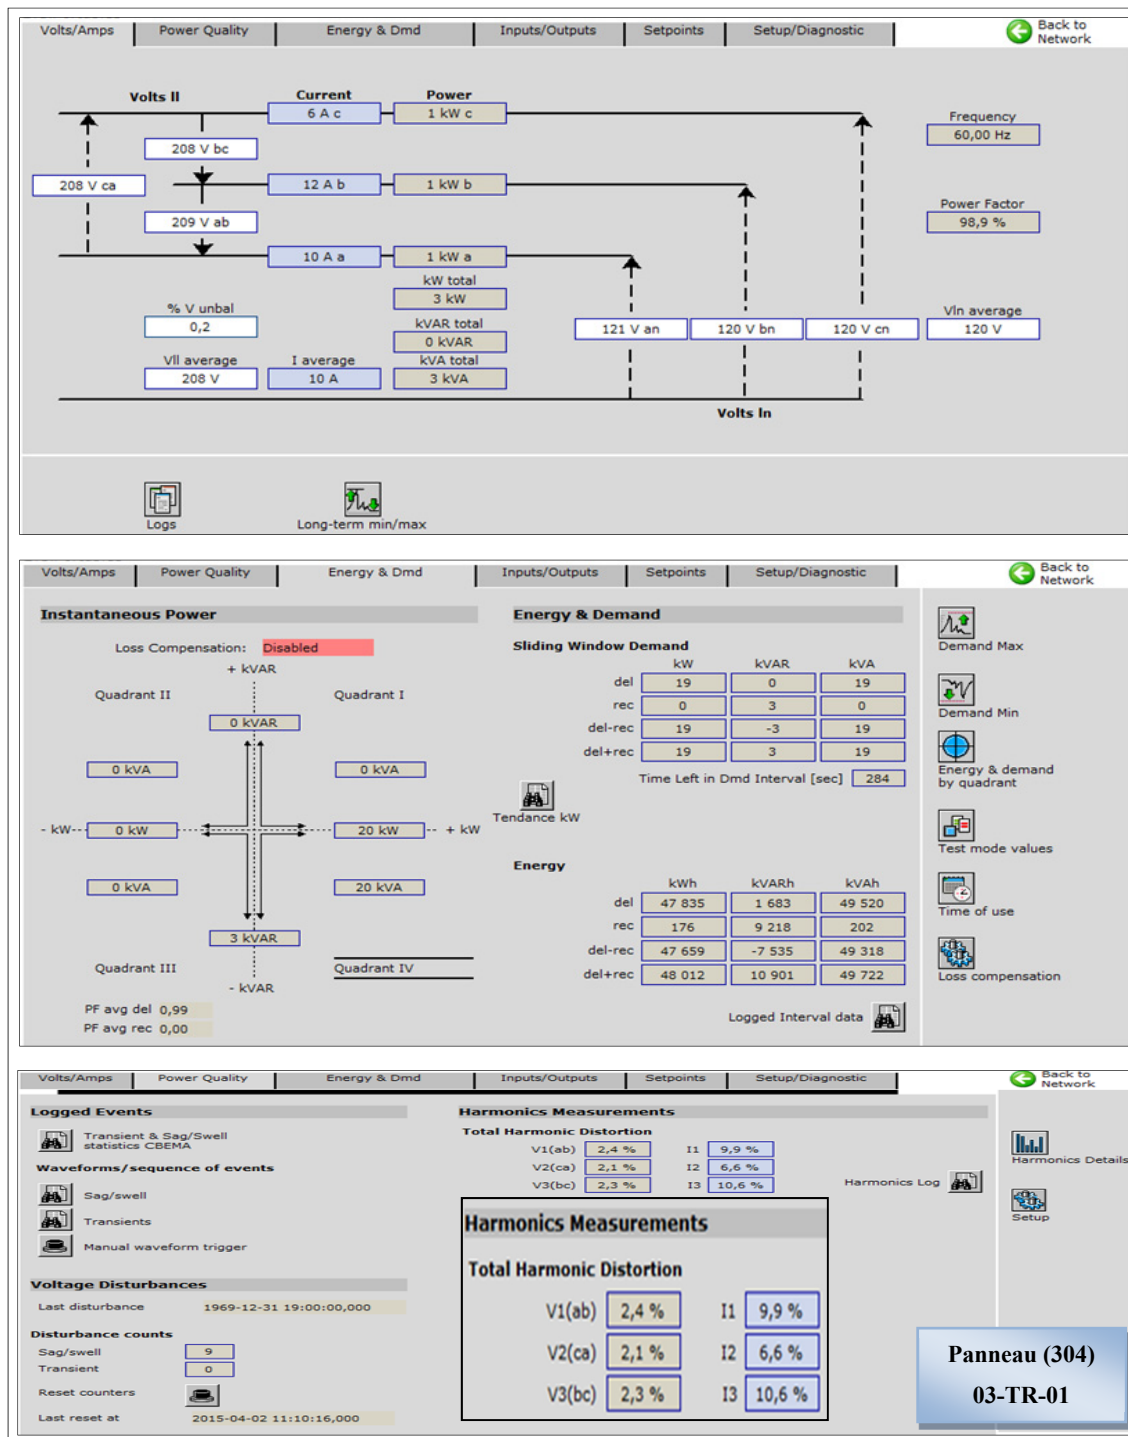 Volts/Amps Power Quality Energy & Dmd Inputs/Outputs Setpoints Setup/Diagnostic Back to Network
Volts ll Current Power
6 A c 1 kW c
Frequency
60,00 Hz
208 V bc
208 V ca 12 A b 1 kW b
Power Factor
98,9 %
209 V ab
10 A a 1 kW a
kW total
3 kW
% V unbal
0,2
kVAR total
0 kVAR
121 V an 120 V bn 120 V cn
Vln average
120 V
Vll average I average kVA total
208 V 10 A 3 kVA
Volts ln
Logs Long-term min/max
Volts/Amps Power Quality Energy & Dmd Inputs/Outputs Setpoints Setup/Diagnostic Back to Network
Instantaneous Power
Loss Compensation: Disabled
+ kVAR
Quadrant II Quadrant I
0 kVAR
0 kVA 0 kVA
- kW 0 kW 20 kW + kW
0 kVA 20 kVA
3 kVAR
Quadrant III Quadrant IV
- kVAR
PF avg del 0,99
PF avg rec 0,00
Energy & Demand
Sliding Window Demand
kW kVAR kVA
del 19 0 19
rec 0 3 0
del-rec 19 -3 19
del+rec 19 3 19
Time Left in Dmd Interval [sec] 284
Tendance kW
Energy
kWh kVARh kVAh
del 47 835 1 683 49 520
rec 176 9 218 202
del-rec 47 659 -7 535 49 318
del+rec 48 012 10 901 49 722
Logged Interval data
Demand Max
Demand Min
Energy & demand
by quadrant
Test mode values
Time of use
Loss compensation
Volts/Amps Power Quality Energy & Dmd Inputs/Outputs Setpoints Setup/Diagnostic Back to Network
Logged Events
Transient & Sag/Swell
statistics CBEMA
Waveforms/sequence of events
Sag/swell
Transients
Manual waveform trigger
Voltage Disturbances
Last disturbance 1969-12-31 19:00:00,000
Disturbance counts
Sag/swell 9
Transient 0
Reset counters
Last reset at 2015-04-02 11:10:16,000
Harmonics Measurements
Total Harmonic Distortion
V1(ab) 2,4 % I1 9,9 %
V2(ca) 2,1 % I2 6,6 %
V3(bc) 2,3 % I3 10,6 %
Harmonics Log
Harmonics Details
Setup
Harmonics Measurements
Total Harmonic Distortion
V1(ab) 2,4 % I1 9,9 %
V2(ca) 2,1 % I2 6,6 %
V3(bc) 2,3 % I3 10,6 %
Panneau (304)
03-TR-01